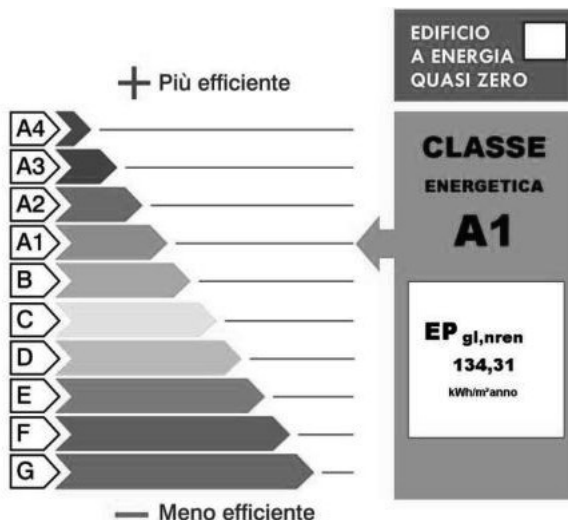 + Più efficiente
A4
A3
A2
A1
B
C
D
E
F
G
— Meno efficiente
EDIFICIO
A ENERGIA
QUASI ZERO
CLASSE
ENERGETICA
A1
EP gl,nren
134,31
kWh/m²anno